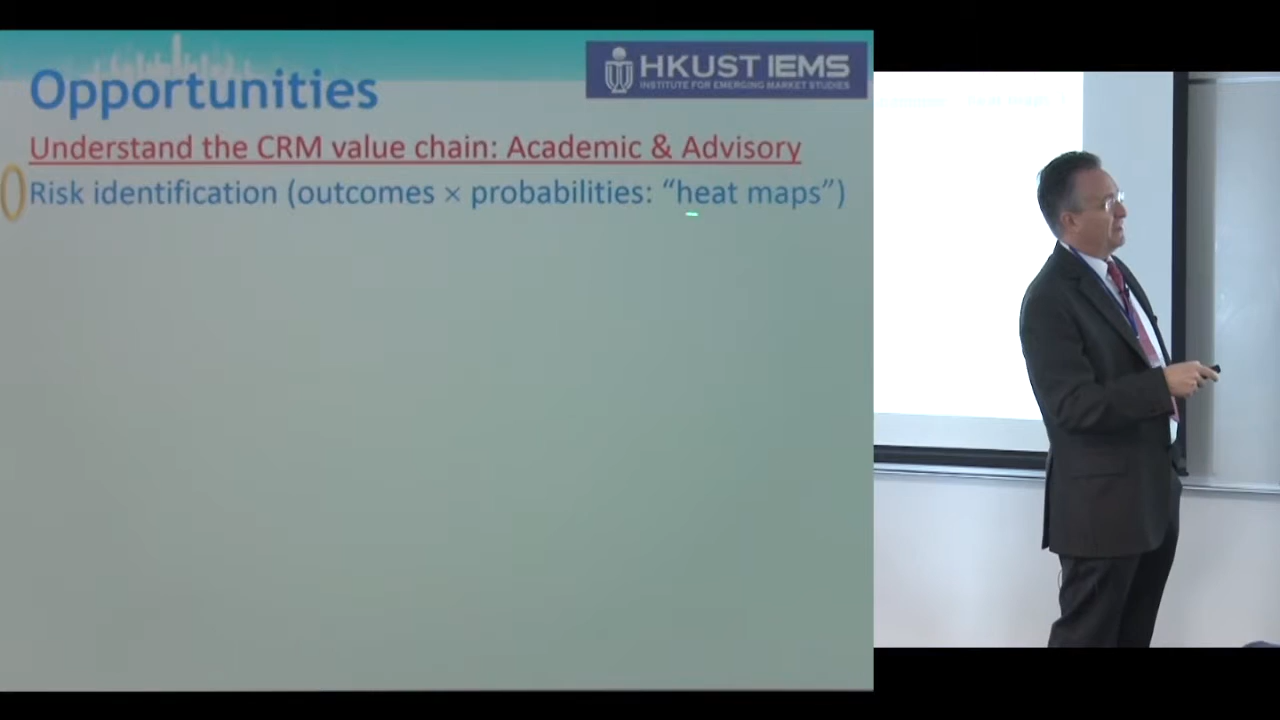 Opportunities
HKUST IEMS
INSTITUTE FOR EMERGING MARKET STUDIES
Understand the CRM value chain: Academic & Advisory
Risk identification (outcomes × probabilities: “heat maps”)